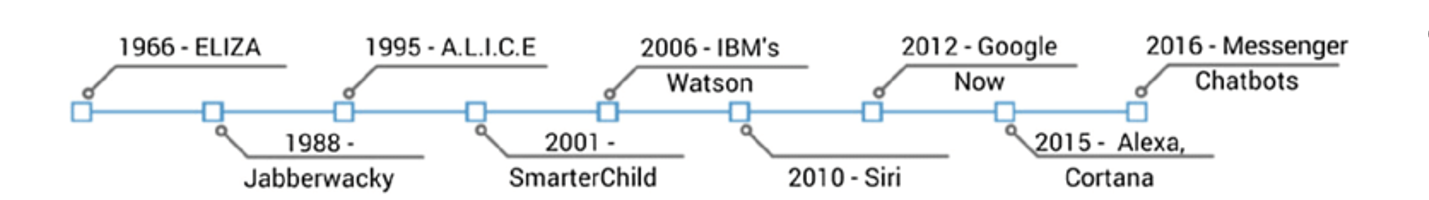 1966 - ELIZA
1988 -
Jabberwacky
1995 - A.L.I.C.E
2001 -
SmarterChild
2006 - IBM's
Watson
2010 - Siri
2012 - Google
Now
2015 - Alexa,
Cortana
2016 - Messenger
Chatbots